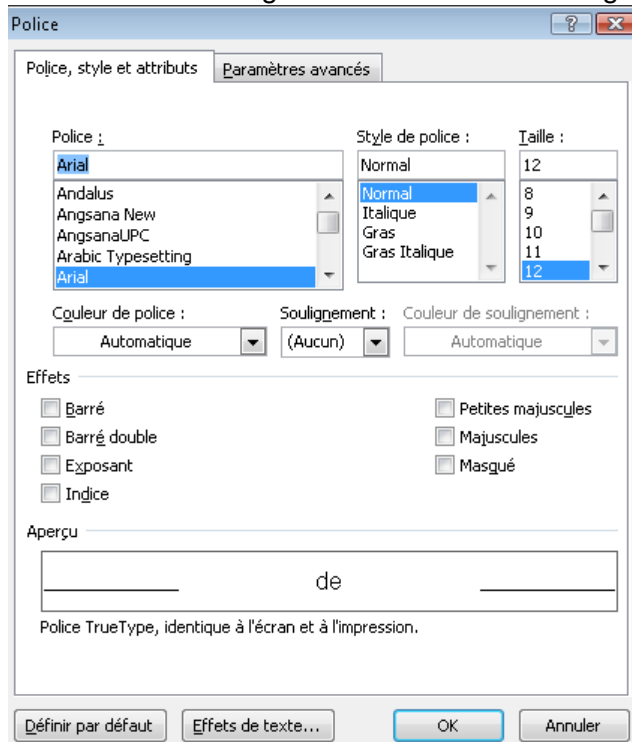 Police
Police, style et attributs Paramètres avancés
Police : Style de police : Taille :
Arial Normal 12
Andalus Normal 8
Angsana New Italique 9
AngsanaUPC Gras 10
Arabic Typesetting Gras Italique 11
Arial 12
Couleur de police : Soulignement : Couleur de soulignement :
Automatique (Aucun) Automatique
Effets
Barré Petites majuscules
Barré double Majuscules
Exposant Masqué
Indice
Aperçu
de
Police TrueType, identique à l'écran et à l'impression.
Définir par défaut Effets de texte... OK Annuler